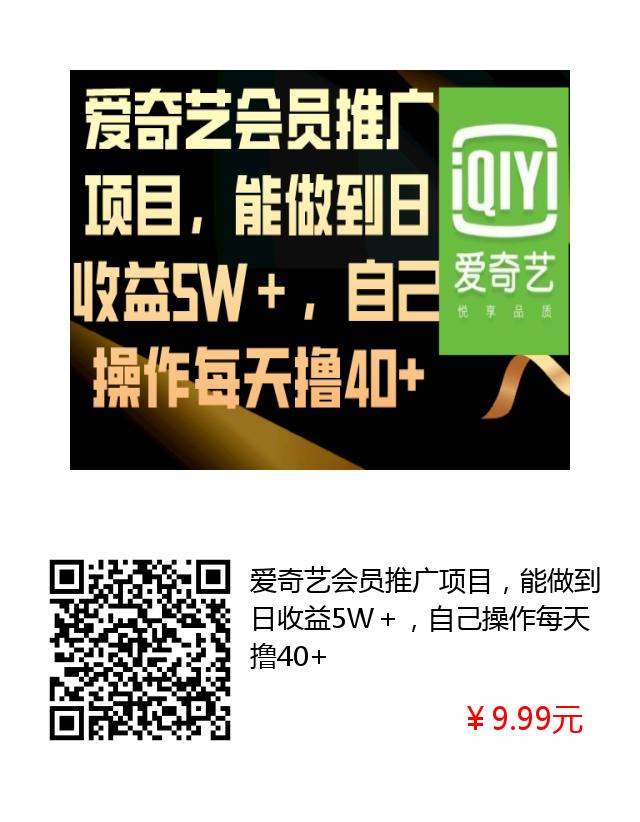 爱奇艺会员推广
项目，能做到日
收益5W＋，自己
操作每天撸40+
iQIYI
爱奇艺
悦享品质
爱奇艺会员推广项目，能做到
日收益5W＋，自己操作每天
撸40+
￥9.99元